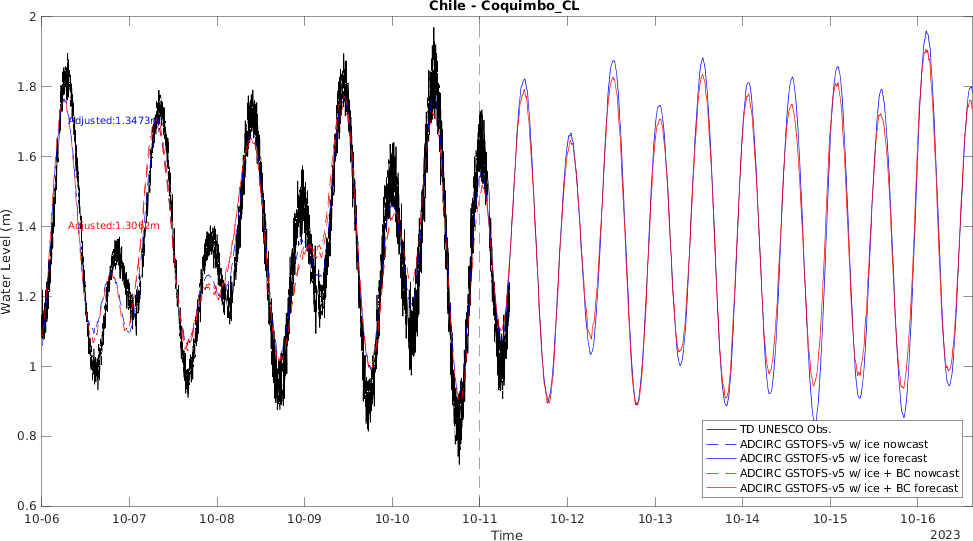 Chile - Coquimbo_CL
2
1.8
1.6
1.4
1.2
1
0.8
0.6
Water Level (m)
Adjusted:1.3473m
Adjusted:1.3062m
TD UNESCO Obs.
ADCIRC GSTOFS-v5 w/ ice nowcast
ADCIRC GSTOFS-v5 w/ ice forecast
ADCIRC GSTOFS-v5 w/ ice + BC nowcast
ADCIRC GSTOFS-v5 w/ ice + BC forecast
10-06 10-07 10-08 10-09 10-10 10-11 10-12 10-13 10-14 10-15 10-16
Time
2023